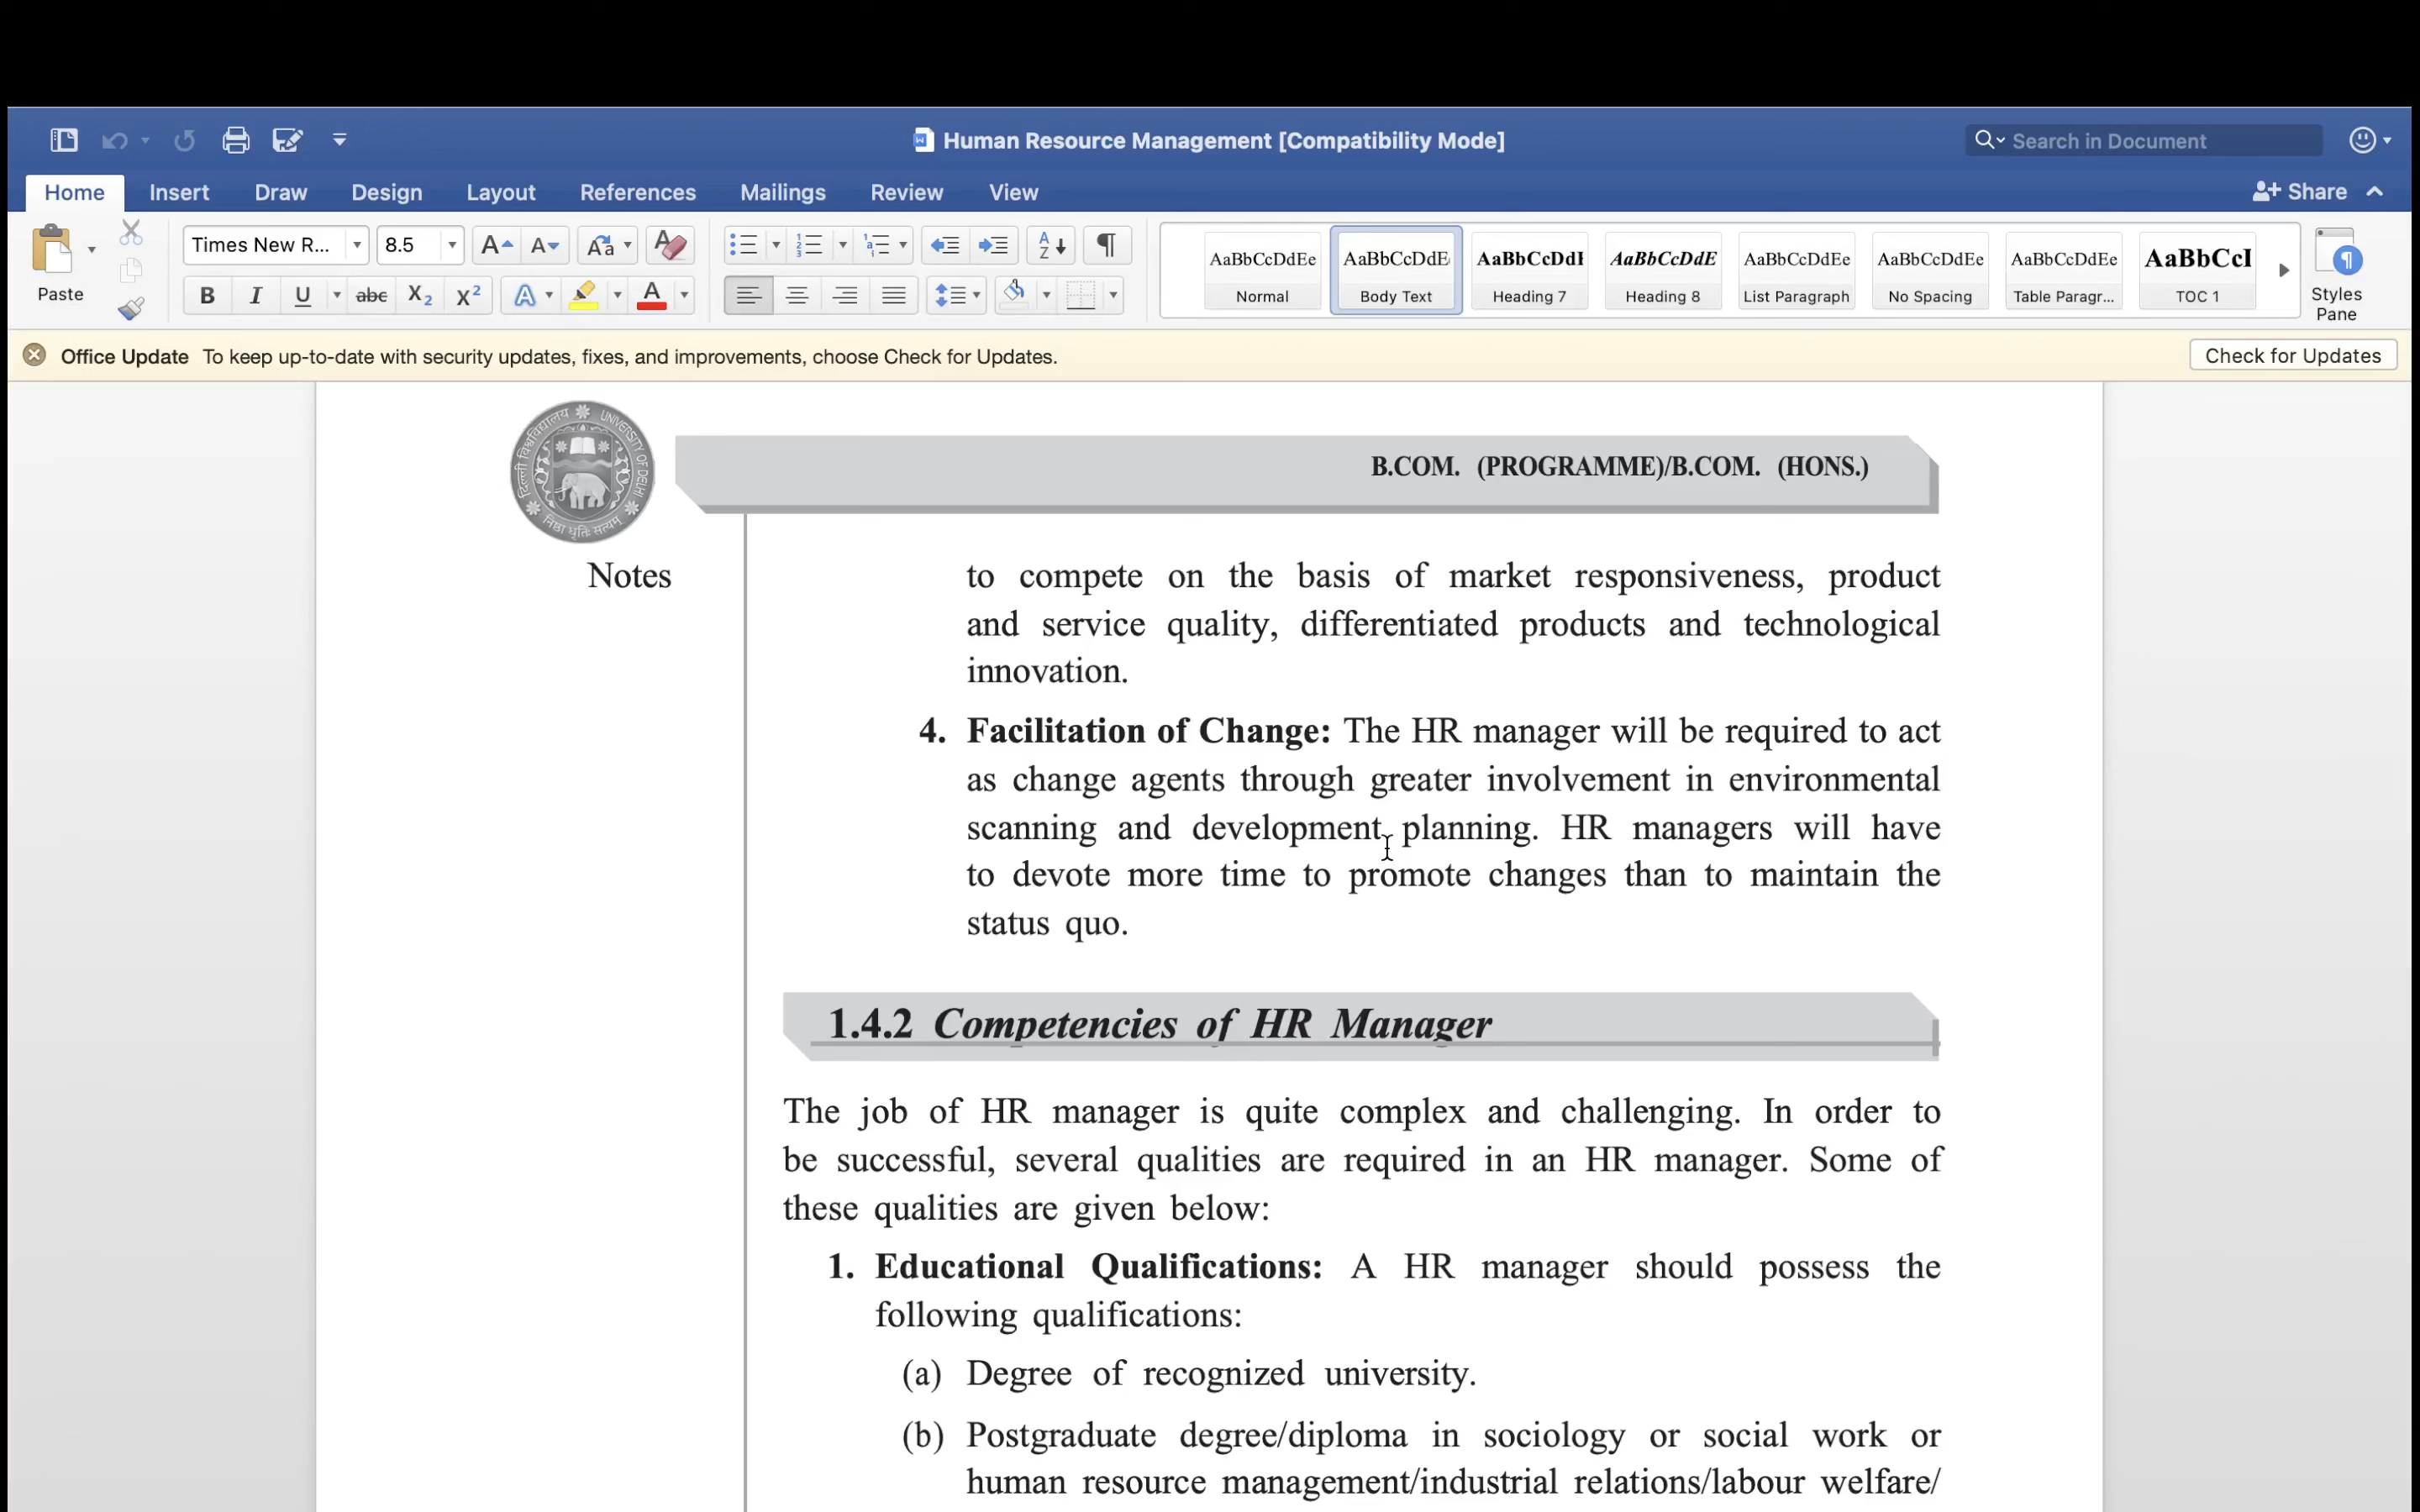 Human Resource Management [Compatibility Mode]
Search in Document
Home Insert Draw Design Layout References Mailings Review View
Share
Paste
Times New R... 8.5
AaBbCcDdEe AaBbCcDdE AaBbCcDdI AaBbCcDdE AaBbCcDdEe AaBbCcDdEe AaBbCcDdEe AaBbCcI
Normal Body Text Heading 7 Heading 8 List Paragraph No Spacing Table Paragr... TOC 1
Styles
Pane
Office Update To keep up-to-date with security updates, fixes, and improvements, choose Check for Updates.
Check for Updates
दिल्ली विश्वविद्यालय UNIVERSITY OF DELHI
निष्ठा धृतिः सत्यम्
B.COM. (PROGRAMME)/B.COM. (HONS.)
Notes
to compete on the basis of market responsiveness, product
and service quality, differentiated products and technological
innovation.
4. Facilitation of Change: The HR manager will be required to act
as change agents through greater involvement in environmental
scanning and development planning. HR managers will have
to devote more time to promote changes than to maintain the
status quo.
1.4.2 Competencies of HR Manager
The job of HR manager is quite complex and challenging. In order to
be successful, several qualities are required in an HR manager. Some of
these qualities are given below:
1. Educational Qualifications: A HR manager should possess the
following qualifications:
(a) Degree of recognized university.
(b) Postgraduate degree/diploma in sociology or social work or
human resource management/industrial relations/labour welfare/